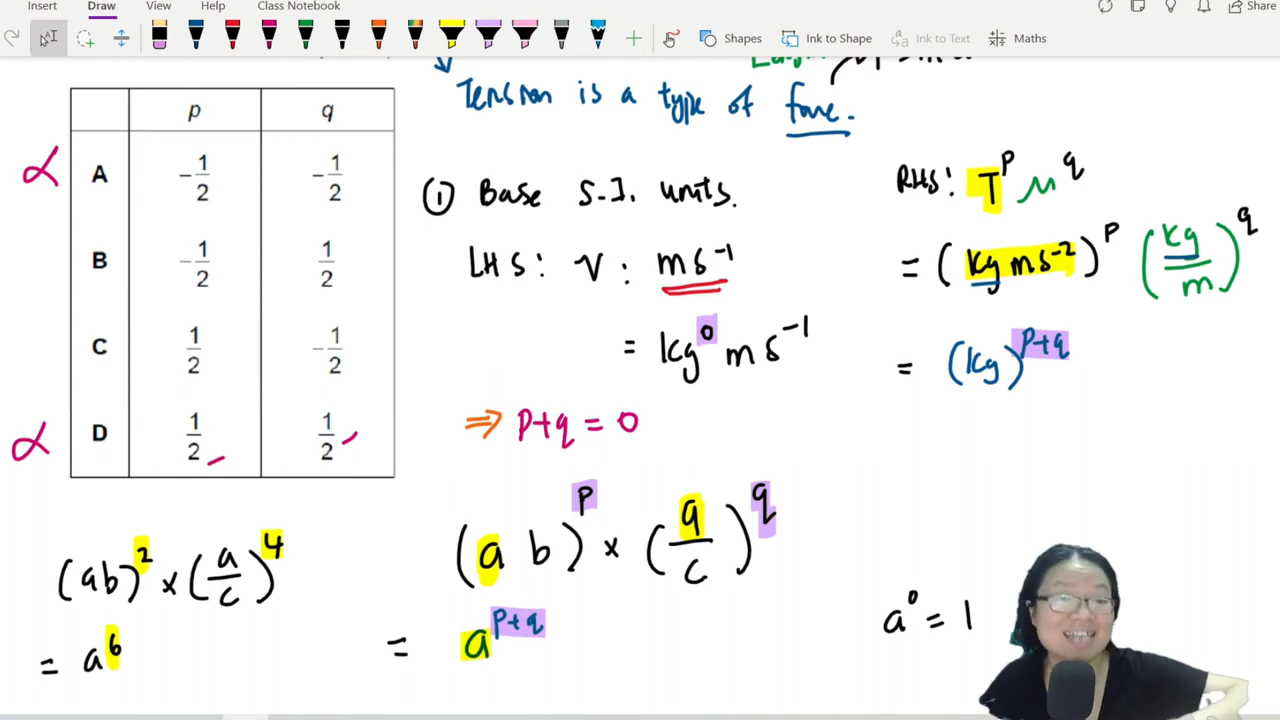 Insert Draw View Help Class Notebook Share
Shapes Ink to Shape Ink to Text Maths
Tension is a type of force.
p q
α A -1/2 -1/2
B -1/2 1/2
C 1/2 -1/2
α D 1/2 1/2
① Base S.I. units.
LHS: v : ms⁻¹
= kg⁰ m s⁻¹
⇒ p+q = 0
RHS: T^p μ^q
= (kg m s⁻²)^p (kg/m)^q
= (kg)^p+q
(ab)² × (a/c)⁴
= a⁶
(a b)^p × (a/c)^q
= a^p+q
a⁰ = 1